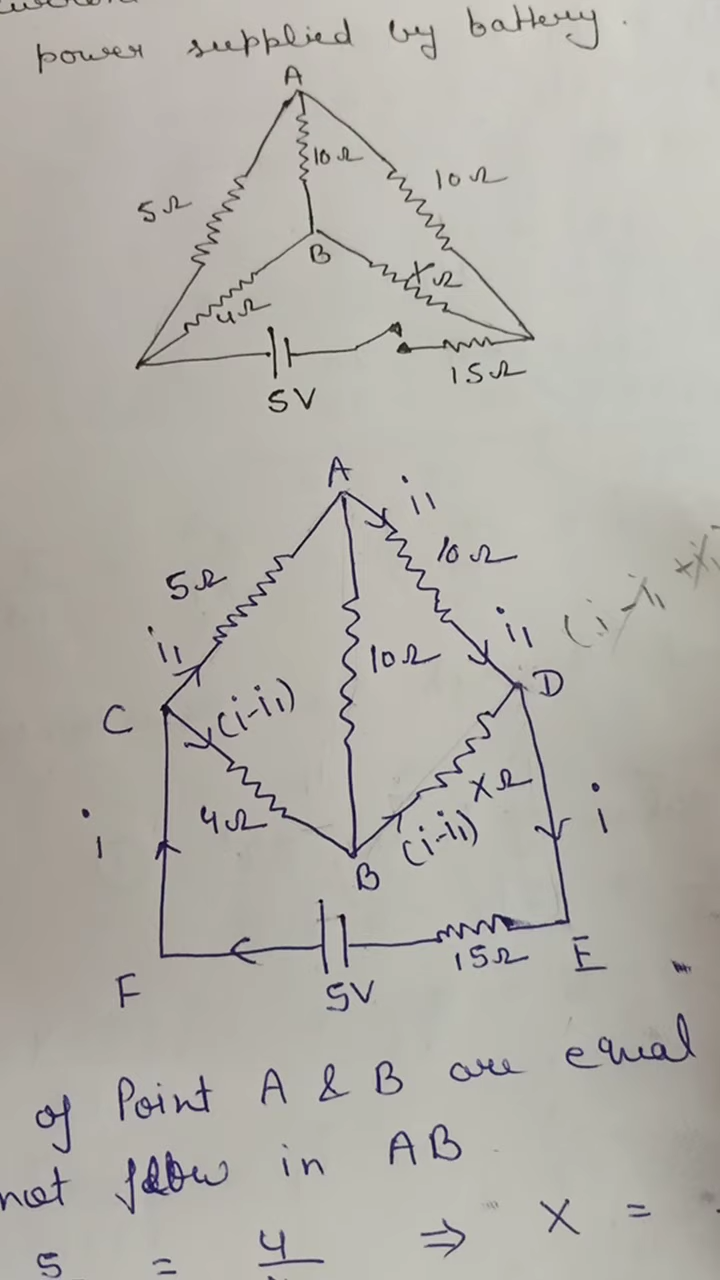 power supplied by battery.
A
10Ω
10Ω
5Ω
B
XΩ
4Ω
15Ω
5V
A
i₁
10Ω
5Ω
i₁
10Ω
i₁
D
C
(i-i₁)
XΩ
4Ω
i
i
(i-i₁)
B
15Ω
E
F
5V
of Point A & B are equal
not flow in AB
5 = 4 ⇒ X =